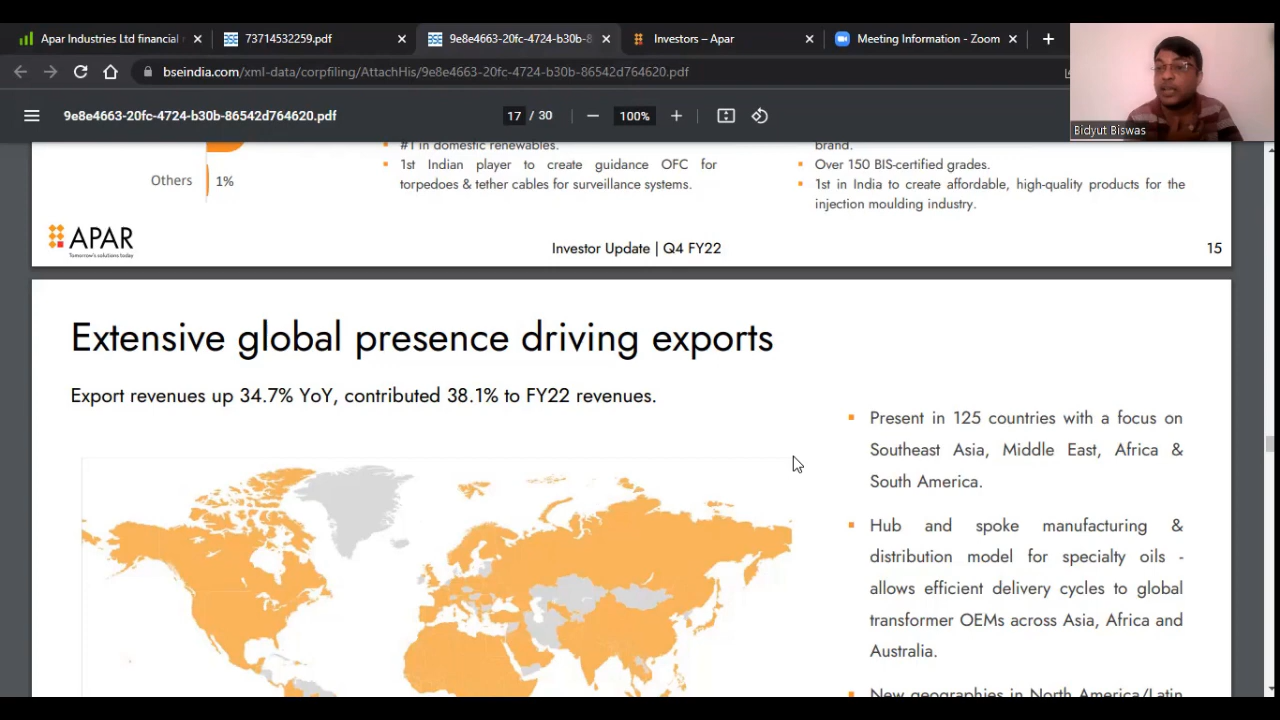 Apar Industries Ltd financial
73714532259.pdf
9e8e4663-20fc-4724-b30b-8
Investors – Apar
Meeting Information - Zoom
bseindia.com/xml-data/corpfiling/AttachHis/9e8e4663-20fc-4724-b30b-86542d764620.pdf
9e8e4663-20fc-4724-b30b-86542d764620.pdf
17 / 30
100%
Bidyut Biswas
Others 1%
#1 in domestic renewables.
1st Indian player to create guidance OFC for
torpedoes & tether cables for surveillance systems.
brand.
Over 150 BIS-certified grades.
1st in India to create affordable, high-quality products for the
injection moulding industry.
APAR
Tomorrow's solutions today
Investor Update | Q4 FY22
15
Extensive global presence driving exports
Export revenues up 34.7% YoY, contributed 38.1% to FY22 revenues.
Present in 125 countries with a focus on
Southeast Asia, Middle East, Africa &
South America.
Hub and spoke manufacturing &
distribution model for specialty oils -
allows efficient delivery cycles to global
transformer OEMs across Asia, Africa and
Australia.
New geographies in North America/Latin